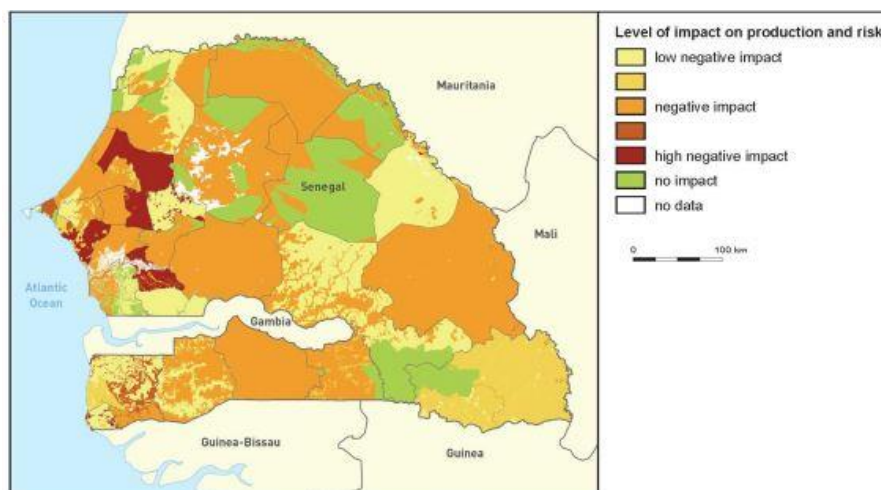 Mauritania
Senegal
Mali
Atlantic
Ocean
Gambia
Guinea-Bissau
Guinea
Level of impact on production and risk
low negative impact
negative impact
high negative impact
no impact
no data
0 100 km